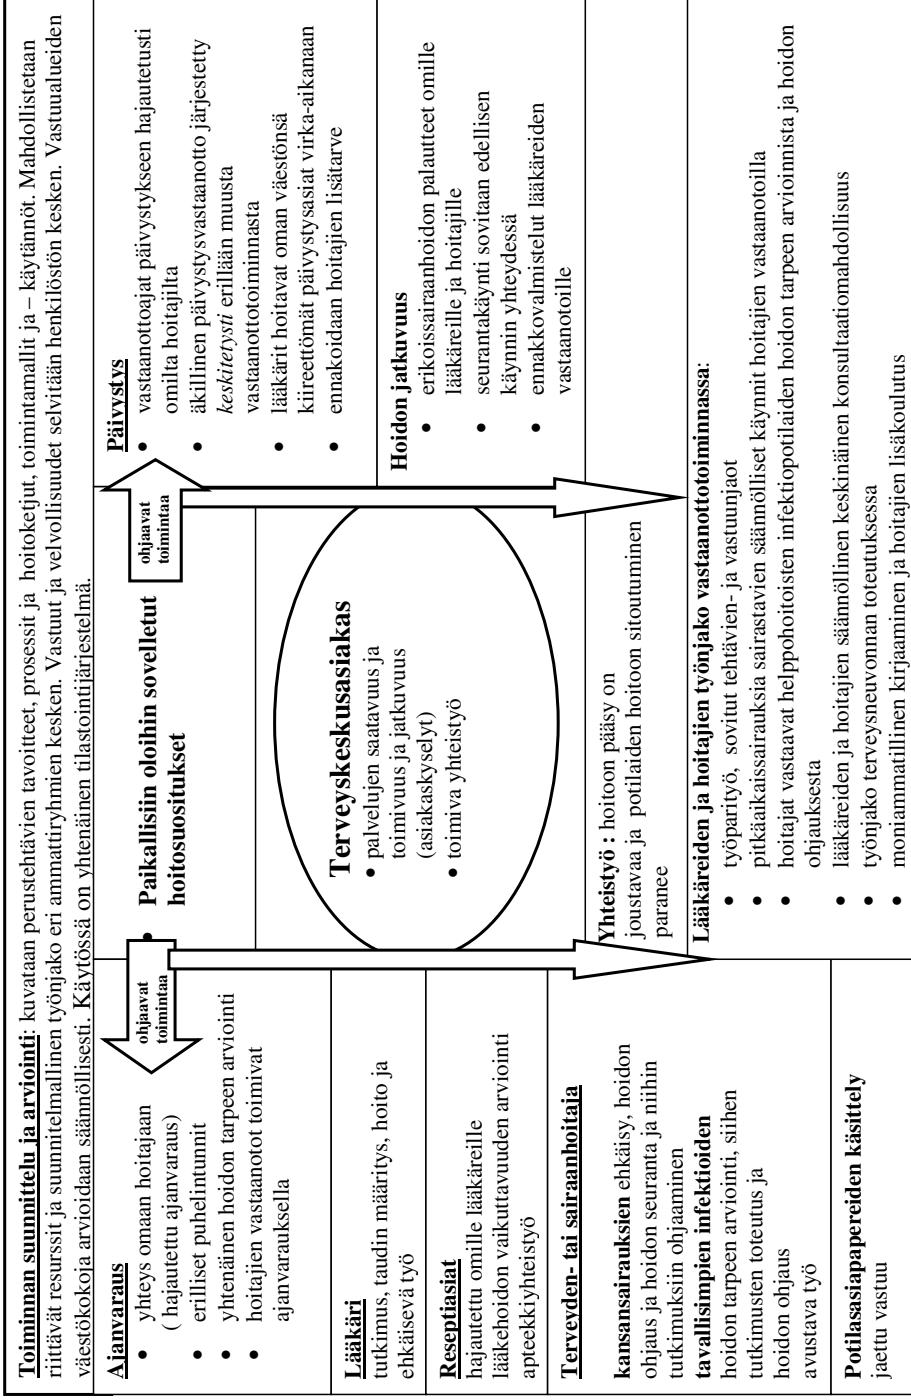 Toiminnan suunnittelu ja arviointi: kuvataan perustehtävien tavoitteet, prosessit ja hoitoketjut, toimintamallit ja – käytännöt. Mahdollistetaan
riittävät resurssit ja suunnitelmallinen työnjako eri ammattiryhmien kesken. Vastuut ja velvollisuudet selvitään henkilöstön kesken. Vastuualueiden
väestökokoja arvioidaan säännöllisesti. Käytössä on yhtenäinen tilastointijärjestelmä.
Ajanvaraus
• yhteys omaan hoitajaan
( hajautettu ajanvaraus)
• erilliset puhelintunnit
• yhtenäinen hoidon tarpeen arviointi
• hoitajien vastaanotot toimivat
ajanvarauksella
ohjaavat
toimintaa
• Paikallisiin oloihin sovelletut
hoitosuositukset
ohjaavat
toimintaa
Päivystys
• vastaanottoajat päivystykseen hajautetusti
omilta hoitajilta
• äkillinen päivystysvastaanotto järjestetty
keskitetysti erillään muusta
vastaanottotoiminnasta
• lääkärit hoitavat oman väestönsä
kiireettömät päivystysasiat virka-aikanaan
• ennakoidaan hoitajien lisätarve
Lääkäri
tutkimus, taudin määritys, hoito ja
ehkäisevä työ
Reseptiasiat
hajautettu omille lääkäreille
lääkehoidon vaikuttavuuden arviointi
apteekkiyhteistyö
Terveyskeskusasiakas
• palvelujen saatavuus ja
toimivuus ja jatkuvuus
(asiakaskyselyt)
• toimiva yhteistyö
Hoidon jatkuvuus
• erikoissairaanhoidon palautteet omille
lääkäreille ja hoitajille
• seurantakäynti sovitaan edellisen
käynnin yhteydessä
• ennakkovalmistelut lääkäreiden
vastaanotoille
Terveyden- tai sairaanhoitaja
kansansairauksien ehkäisy, hoidon
ohjaus ja hoidon seuranta ja niihin
tutkimuksiin ohjaaminen
tavallisimpien infektioiden
hoidon tarpeen arviointi, siihen
tutkimusten toteutus ja
hoidon ohjaus
avustava työ
Yhteistyö : hoitoon pääsy on
joustavaa ja potilaiden hoitoon sitoutuminen
paranee
Lääkäreiden ja hoitajien työnjako vastaanottotoiminnassa:
• työparityö, sovitut tehtävien- ja vastuunjaot
• pitkäaikaissairauksia sairastavien säännölliset käynnit hoitajien vastaanotoilla
• hoitajat vastaavat helppohoitoisten infektiopotilaiden hoidon tarpeen arvioinnista ja hoidon
ohjauksesta
• lääkäreiden ja hoitajien säännöllinen keskinäinen konsultaatiomahdollisuus
• työnjako terveysneuvonnan toteutuksessa
• moniammatillinen kirjaaminen ja hoitajien lisäkoulutus
Potilasasiapapereiden käsittely
jaettu vastuu